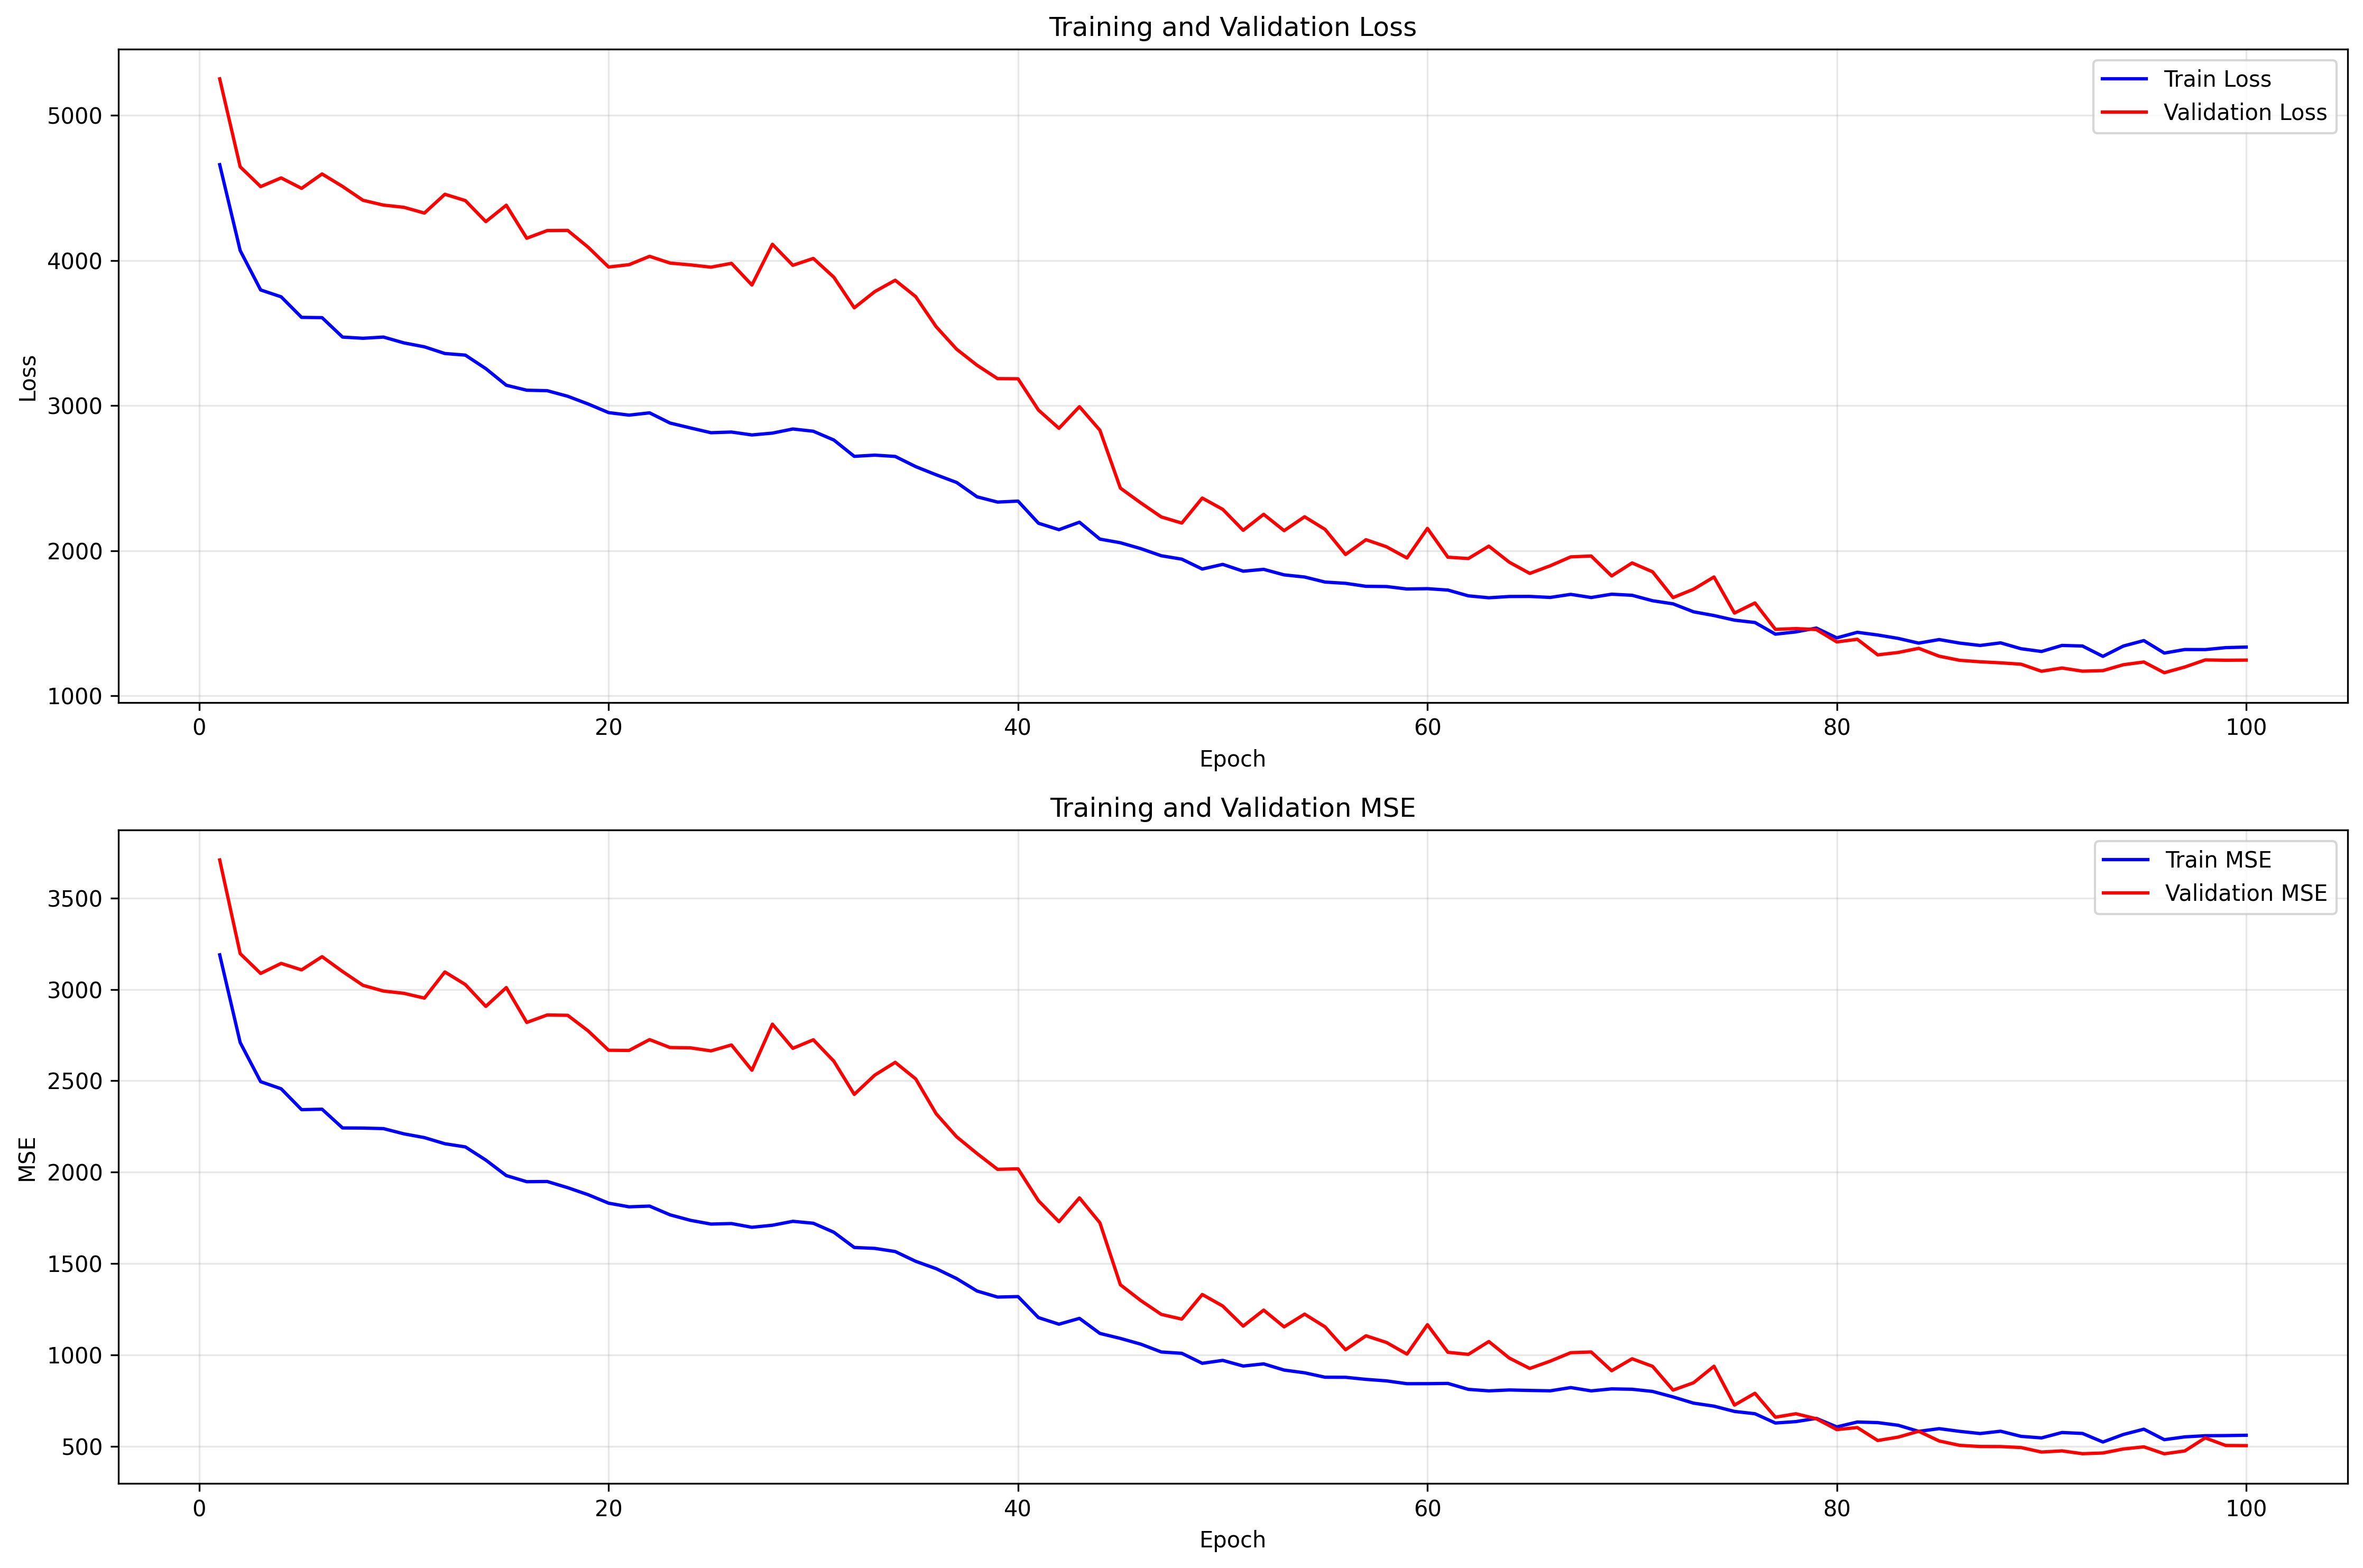 Training and Validation Loss
Train Loss
Validation Loss
5000
4000
3000
2000
1000
Loss
0 20 40 60 80 100
Epoch
Training and Validation MSE
Train MSE
Validation MSE
3500
3000
2500
2000
1500
1000
500
MSE
0 20 40 60 80 100
Epoch